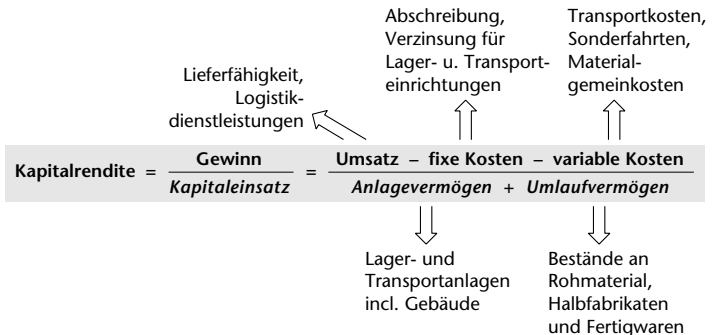 Abschreibung,
Verzinsung für
Lager- u. Transport-
einrichtungen
Transportkosten,
Sonderfahrten,
Material-
gemeinkosten
Lieferfähigkeit,
Logistik-
dienstleistungen
Kapitalrendite = Gewinn / Kapitaleinsatz = Umsatz – fixe Kosten – variable Kosten / Anlagevermögen + Umlaufvermögen
Lager- und
Transportanlagen
incl. Gebäude
Bestände an
Rohmaterial,
Halbfabrikaten
und Fertigwaren